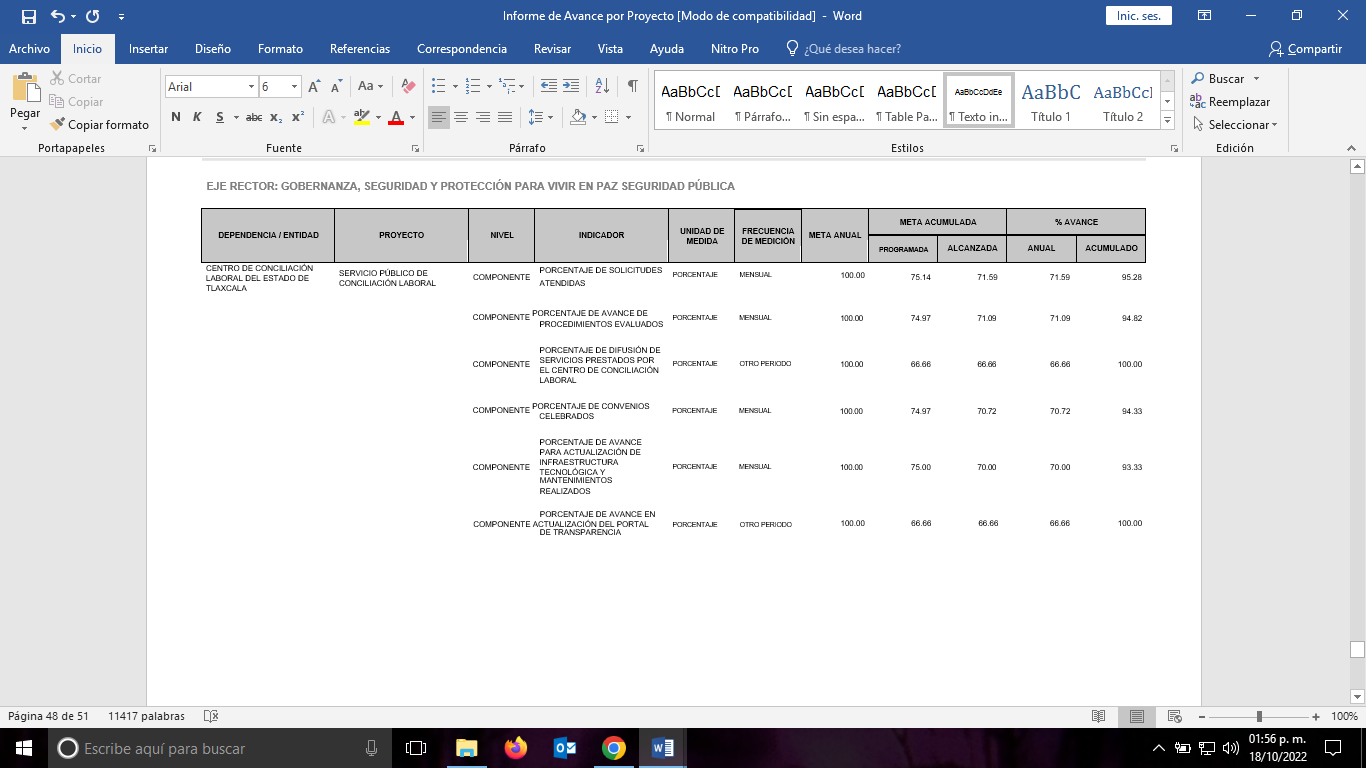 Informe de Avance por Proyecto [Modo de compatibilidad] - Word
Inic. ses.
Archivo Inicio Insertar Diseño Formato Referencias Correspondencia Revisar Vista Ayuda Nitro Pro ¿Qué desea hacer? Compartir
Pegar
Cortar
Copiar
Copiar formato
Portapapeles
Arial 6
Aa
N K S abc x₂ x² A ab A
Fuente
Párrafo
AaBbCcD AaBbCcD AaBbCcD AaBbCcD AaBbCcDdEe AaBbC AaBbCcI
¶ Normal ¶ Párrafo... ¶ Sin espa... ¶ Table Pa... ¶ Texto in... Título 1 Título 2
Estilos
Buscar
Reemplazar
Seleccionar
Edición
EJE RECTOR: GOBERNANZA, SEGURIDAD Y PROTECCIÓN PARA VIVIR EN PAZ SEGURIDAD PÚBLICA
DEPENDENCIA / ENTIDAD PROYECTO NIVEL INDICADOR UNIDAD DE MEDIDA FRECUENCIA DE MEDICIÓN META ANUAL META ACUMULADA % AVANCE
PROGRAMADA ALCANZADA ANUAL ACUMULADO
CENTRO DE CONCILIACIÓN
LABORAL DEL ESTADO DE
TLAXCALA
SERVICIO PÚBLICO DE
CONCILIACIÓN LABORAL
COMPONENTE
PORCENTAJE DE SOLICITUDES
ATENDIDAS
PORCENTAJE MENSUAL 100.00 75.14 71.59 71.59 95.28
COMPONENTE PORCENTAJE DE AVANCE DE
PROCEDIMIENTOS EVALUADOS
PORCENTAJE MENSUAL 100.00 74.97 71.09 71.09 94.82
COMPONENTE
PORCENTAJE DE DIFUSIÓN DE
SERVICIOS PRESTADOS POR
EL CENTRO DE CONCILIACIÓN
LABORAL
PORCENTAJE OTRO PERIODO 100.00 66.66 66.66 66.66 100.00
COMPONENTE PORCENTAJE DE CONVENIOS
CELEBRADOS
PORCENTAJE MENSUAL 100.00 74.97 70.72 70.72 94.33
COMPONENTE
PORCENTAJE DE AVANCE
PARA ACTUALIZACIÓN DE
INFRAESTRUCTURA
TECNOLÓGICA Y
MANTENIMIENTOS
REALIZADOS
PORCENTAJE MENSUAL 100.00 75.00 70.00 70.00 93.33
PORCENTAJE DE AVANCE EN
COMPONENTE ACTUALIZACIÓN DEL PORTAL
DE TRANSPARENCIA
PORCENTAJE OTRO PERIODO 100.00 66.66 66.66 66.66 100.00
Página 48 de 51 11417 palabras 100%
Escribe aquí para buscar
01:56 p. m.
18/10/2022